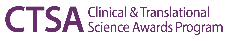 CTSA Clinical & Translational
Science Awards Program